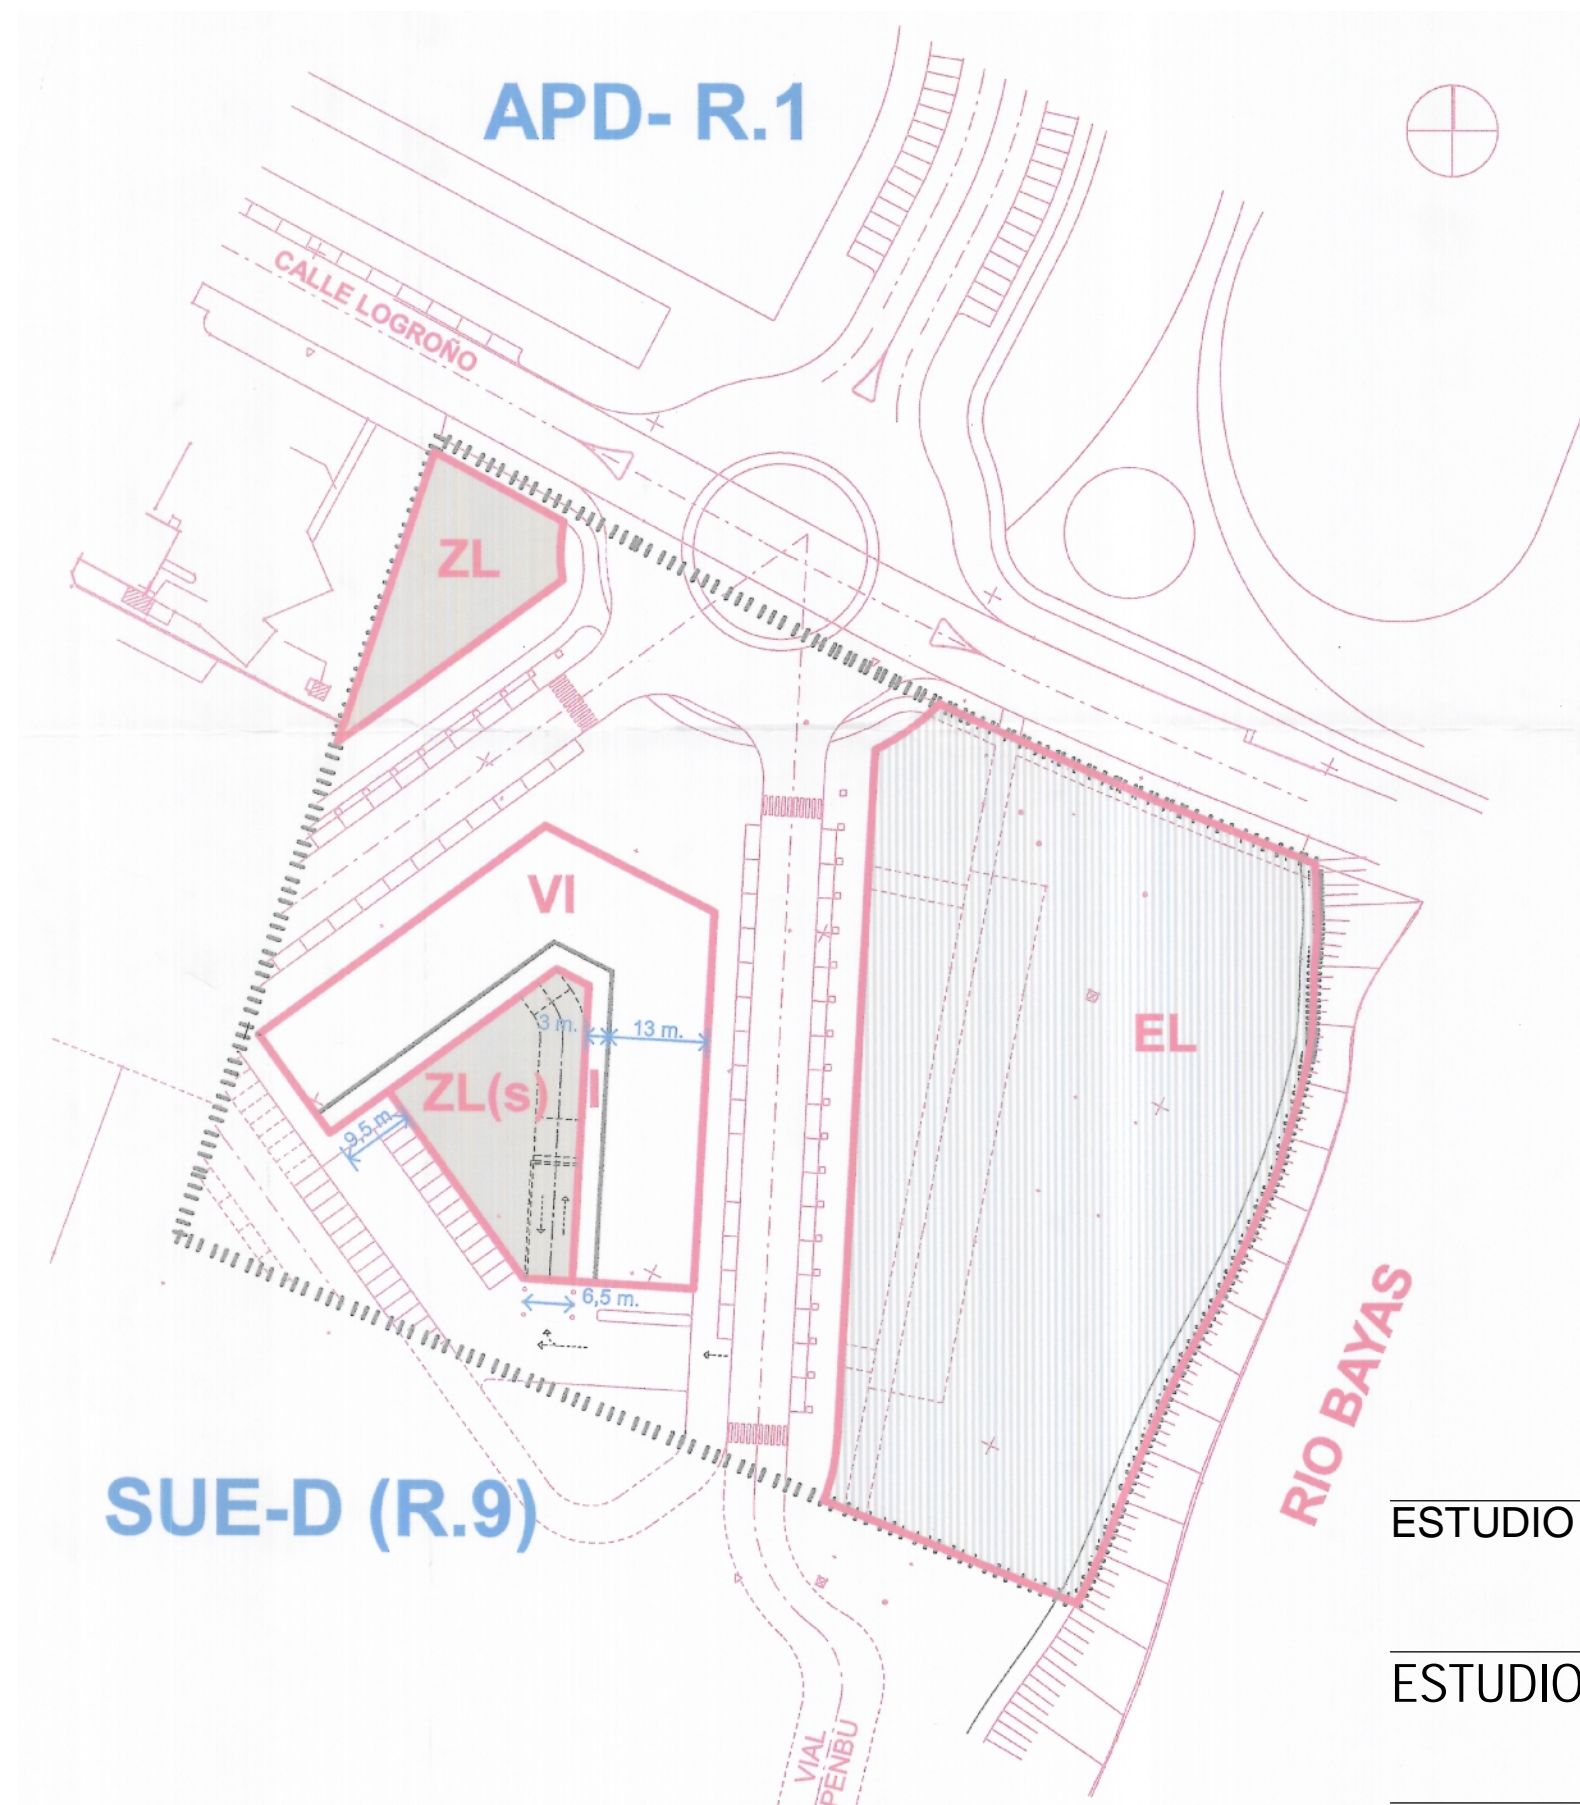 APD- R.1
CALLE LOGROÑO
ZL
VI
3 m.
13 m.
EL
ZL(s)
I
9,5 m.
6,5 m.
RIO BAYAS
SUE-D (R.9)
ESTUDIO
ESTUDIO
VIAL
PENBU